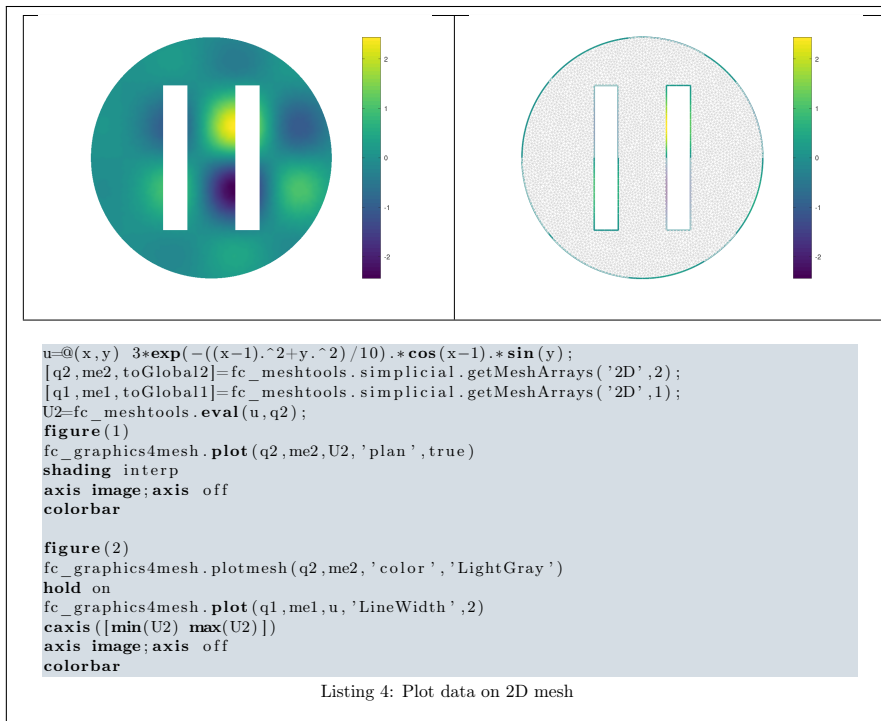 2
1
0
-1
-2
2
1
0
-1
-2
u=@(x,y) 3*exp(−((x−1).^2+y.^2)/10).*cos(x−1).*sin(y);
[q2,me2,toGlobal2]=fc_meshtools.simplicial.getMeshArrays('2D',2);
[q1,me1,toGlobal1]=fc_meshtools.simplicial.getMeshArrays('2D',1);
U2=fc_meshtools.eval(u,q2);
figure(1)
fc_graphics4mesh.plot(q2,me2,U2,'plan',true)
shading interp
axis image;axis off
colorbar
figure(2)
fc_graphics4mesh.plotmesh(q2,me2,'color','LightGray')
hold on
fc_graphics4mesh.plot(q1,me1,u,'LineWidth',2)
caxis([min(U2) max(U2)])
axis image;axis off
colorbar
Listing 4: Plot data on 2D mesh